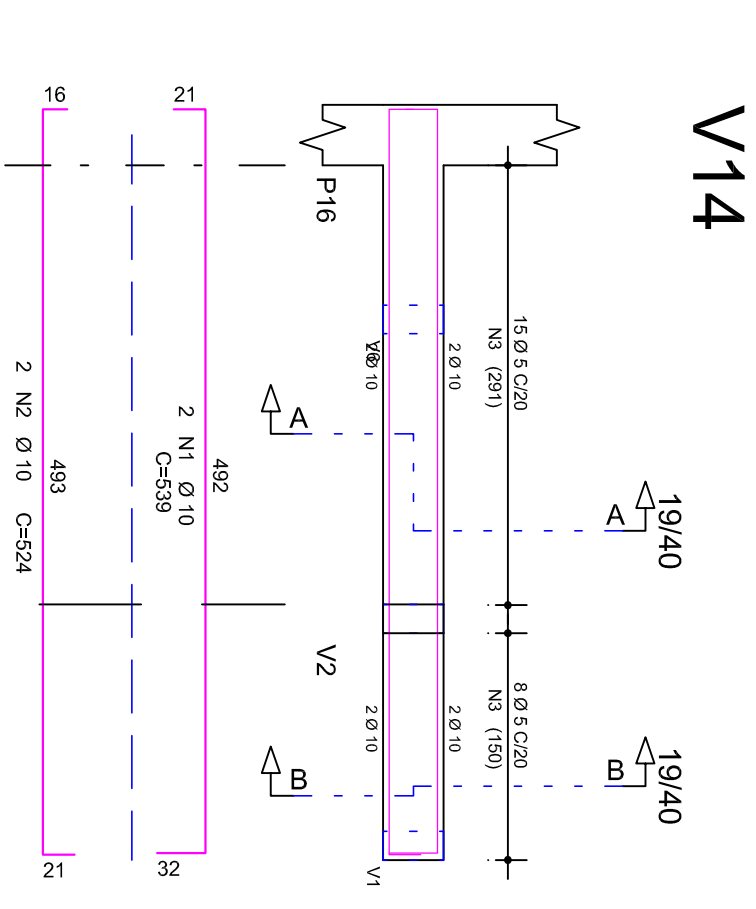 V14
19/40
19/40
A
B
15 Ø 5 C/20
N3 (291)
8 Ø 5 C/20
N3 (150)
2 Ø 10
2 Ø 10
2 Ø 10
2 Ø 10
V1
P16
V2
A
B
21
492
2 N1 Ø 10
C=539
32
16
493
2 N2 Ø 10 C=524
21